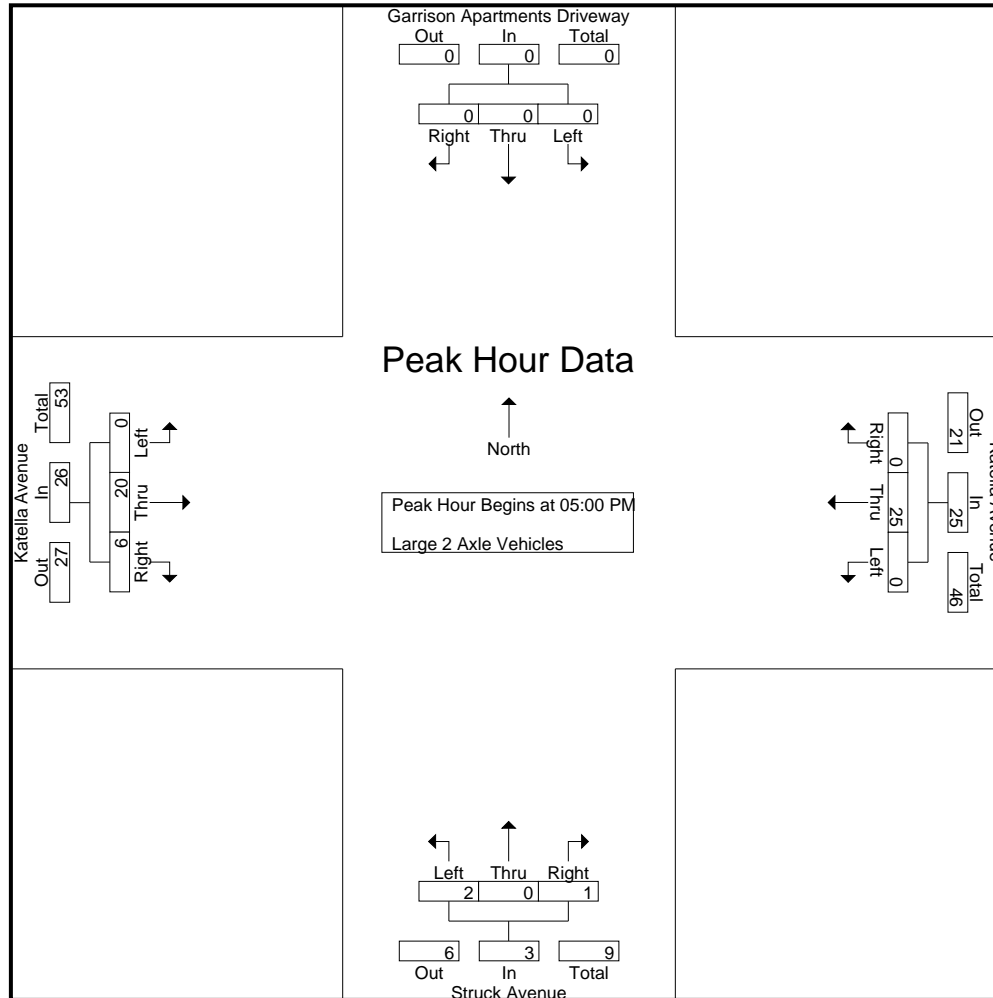 Garrison Apartments Driveway
Out In Total
0 0 0
0 0 0
Right Thru Left
Peak Hour Data
North
Peak Hour Begins at 05:00 PM
Large 2 Axle Vehicles
Katella Avenue
Total In Out
53 26 27
0 20 6
Left Thru Right
Out In Total
21 25 46
0 25 0
Right Thru Left
Left Thru Right
2 0 1
6 3 9
Out In Total
Struck Avenue